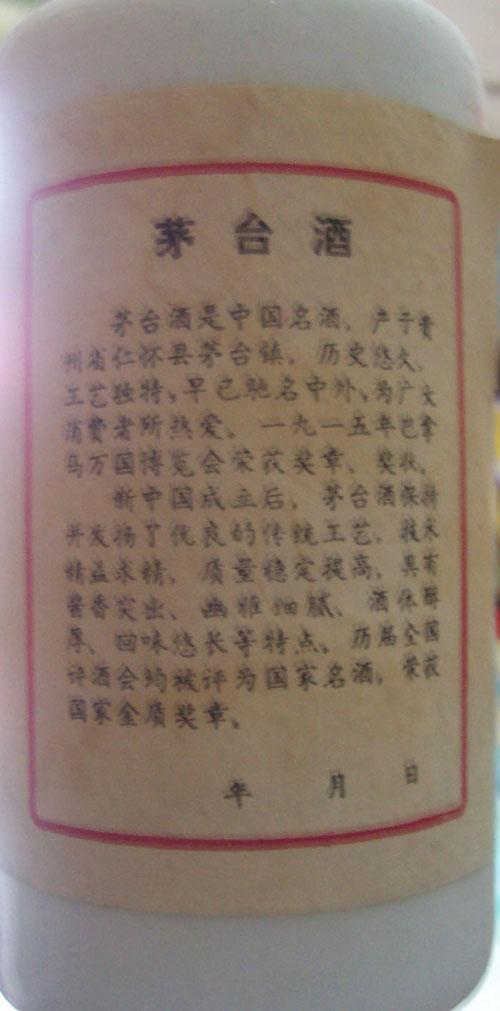 茅台酒
茅台酒是中国名酒、产于贵
州省仁怀县茅台镇、历史悠久、
工艺独特、早已驰名中外、为广大
消费者所热爱。一九一五年巴拿
马万国博览会荣获奖章、奖状。
新中国成立后、茅台酒保持
并发扬了优良的传统工艺、技术
精益求精、质量稳定提高、具有
酱香突出、幽雅细腻、酒体醇
厚、回味悠长等特点。历届全国
评酒会均被评为国家名酒、荣获
国家金质奖章。
年 月 日